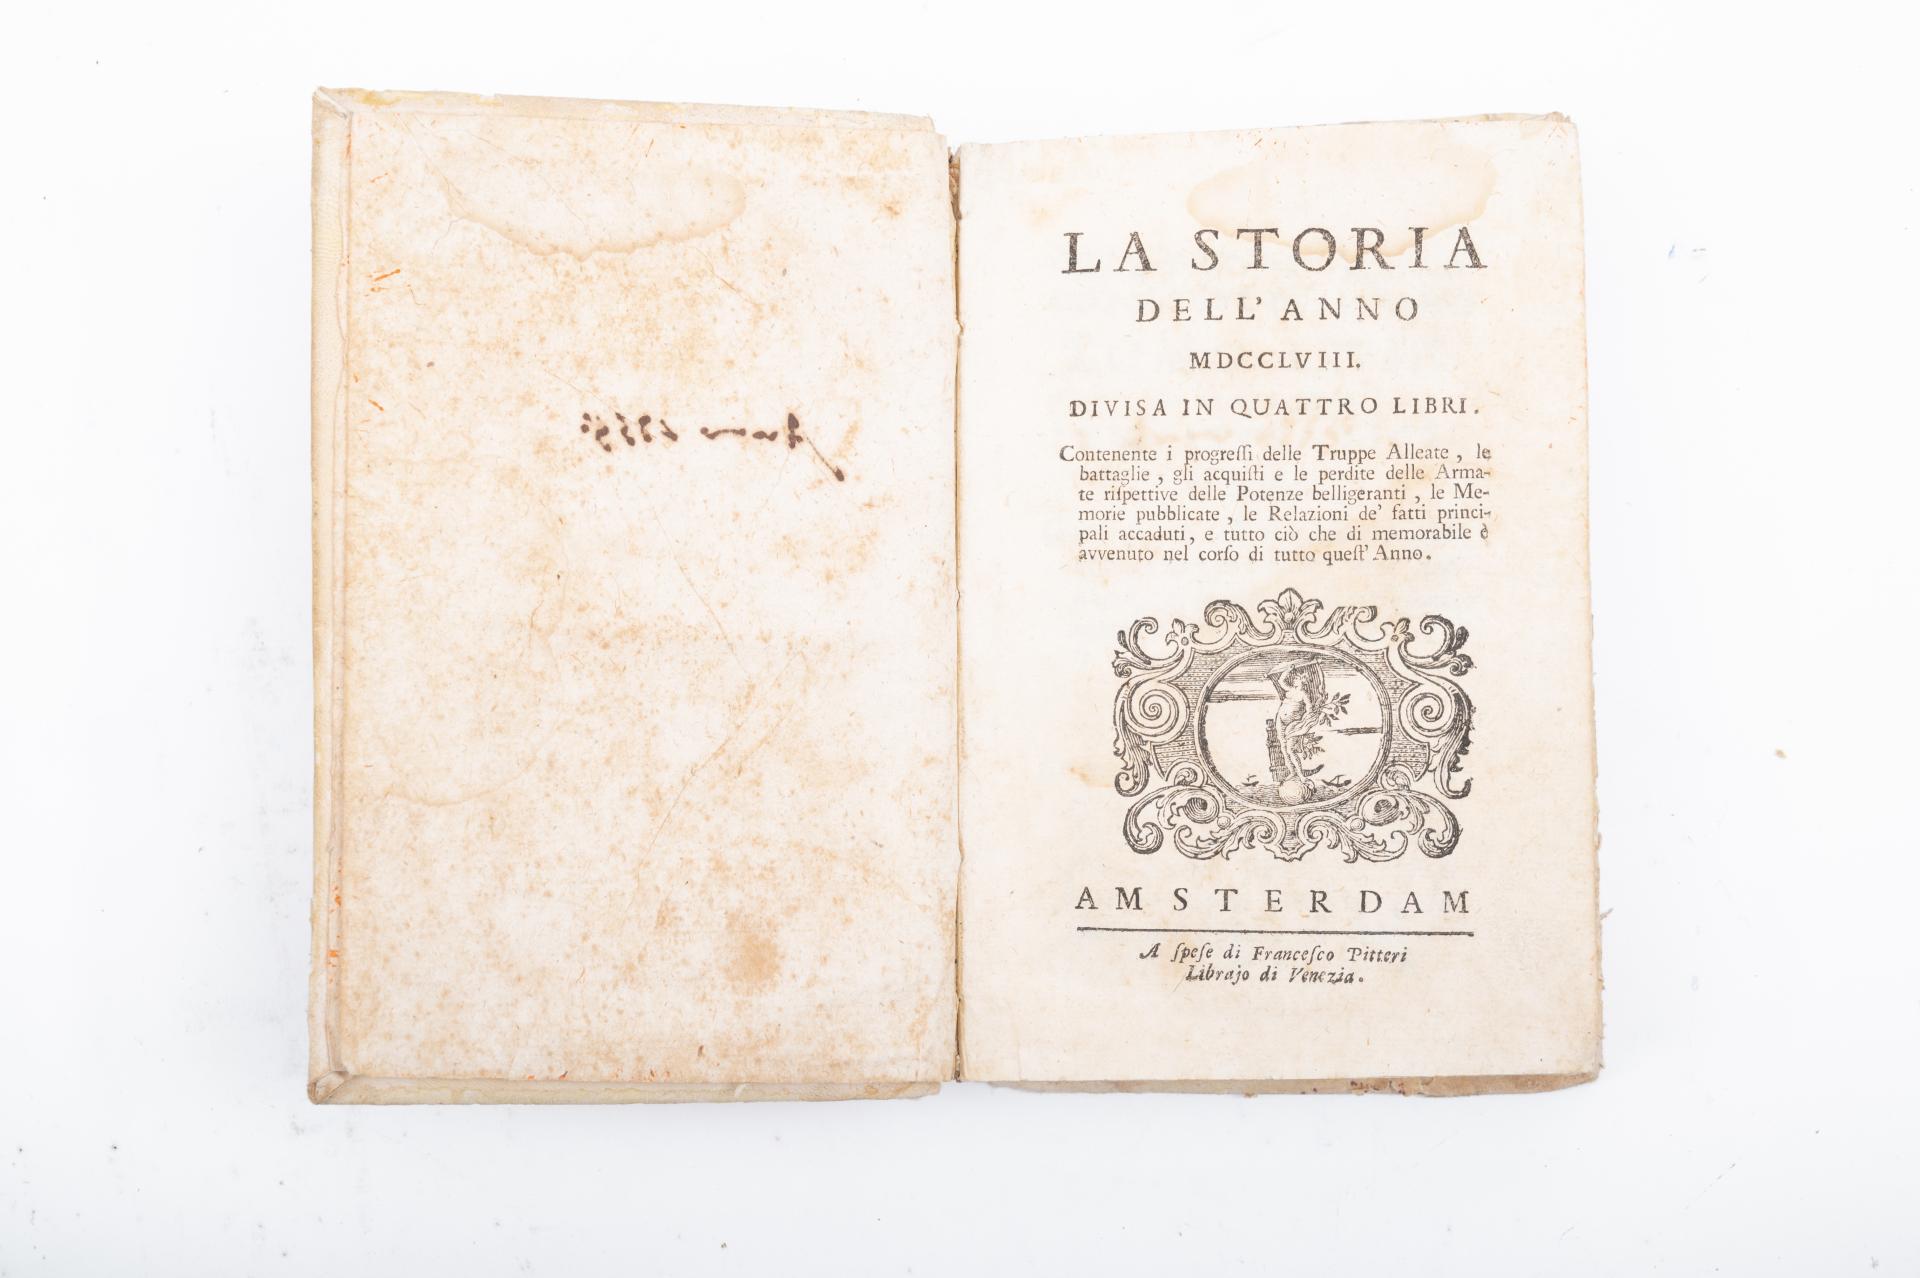 LA STORIA
DELL' ANNO
MDCCLVIII.
DIVISA IN QUATTRO LIBRI.
Contenente i progreſſi delle Truppe Alleate, le
battaglie, gli acquiſti e le perdite delle Arma-
te riſpettive delle Potenze belligeranti, le Me-
morie pubblicate, le Relazioni de' fatti princi-
pali accaduti, e tutto ciò che di memorabile è
avvenuto nel corſo di tutto queſt' Anno.
AMSTERDAM
A ſpeſe di Franceſco Pitteri
Librajo di Venezia.